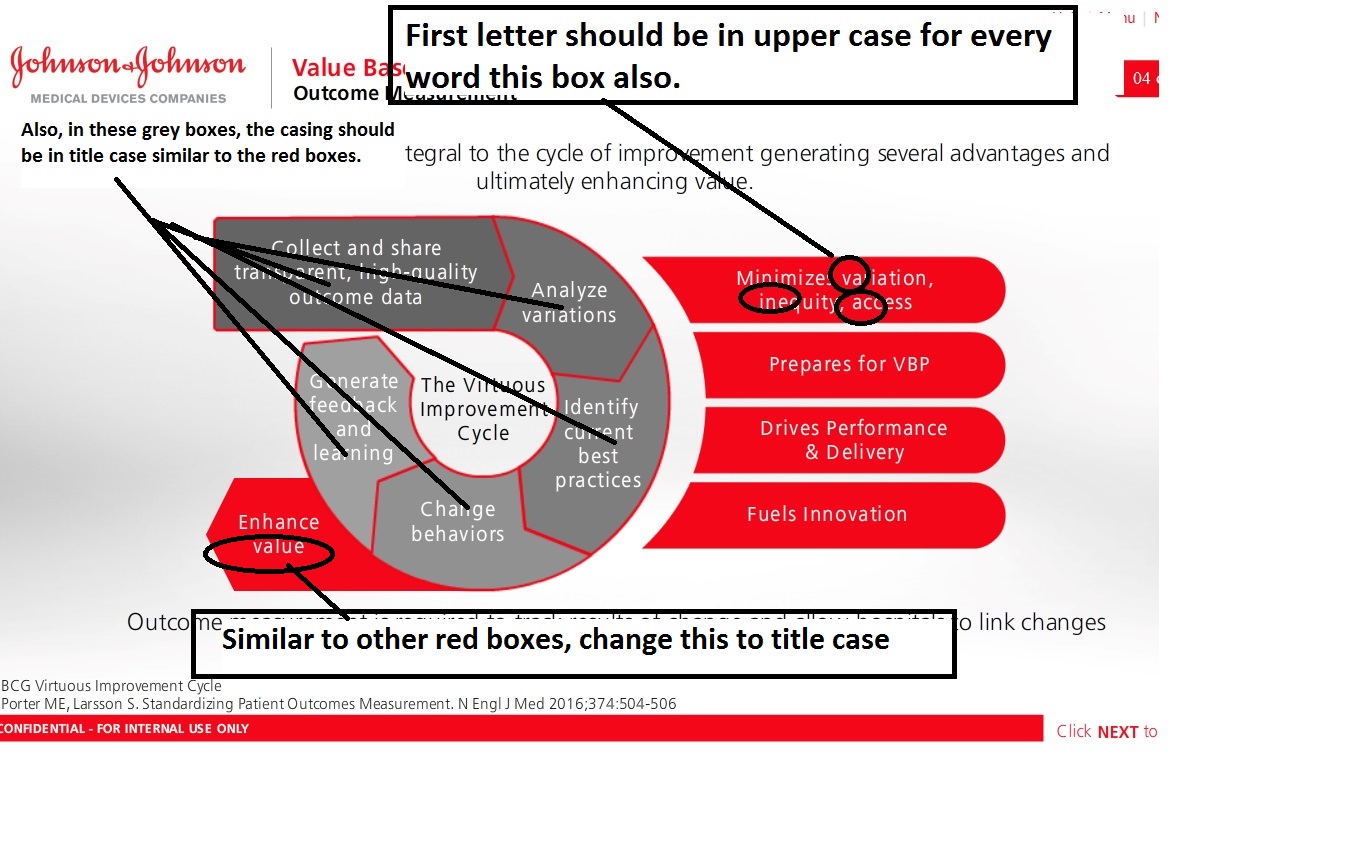 First letter should be in upper case for every
word this box also.
Johnson & Johnson
MEDICAL DEVICES COMPANIES
Value
Outcome Measurement
04
Also, in these grey boxes, the casing should
be in title case similar to the red boxes.
to the cycle of improvement generating several advantages and
ultimately enhancing value.
Collect and share
transparent, high-quality
outcome data
Analyze
variations
Identify
current
best
practices
Change
behaviors
Generate
feedback
and
learning
The Virtuous
Improvement
Cycle
Enhance
value
Minimizes variation,
inequity, access
Prepares for VBP
Drives Performance
& Delivery
Fuels Innovation
Outcome measurement is required to track results of change and allow hospitals to link changes
Similar to other red boxes, change this to title case
BCG Virtuous Improvement Cycle
Porter ME, Larsson S. Standardizing Patient Outcomes Measurement. N Engl J Med 2016;374:504-506
CONFIDENTIAL - FOR INTERNAL USE ONLY
Click NEXT to